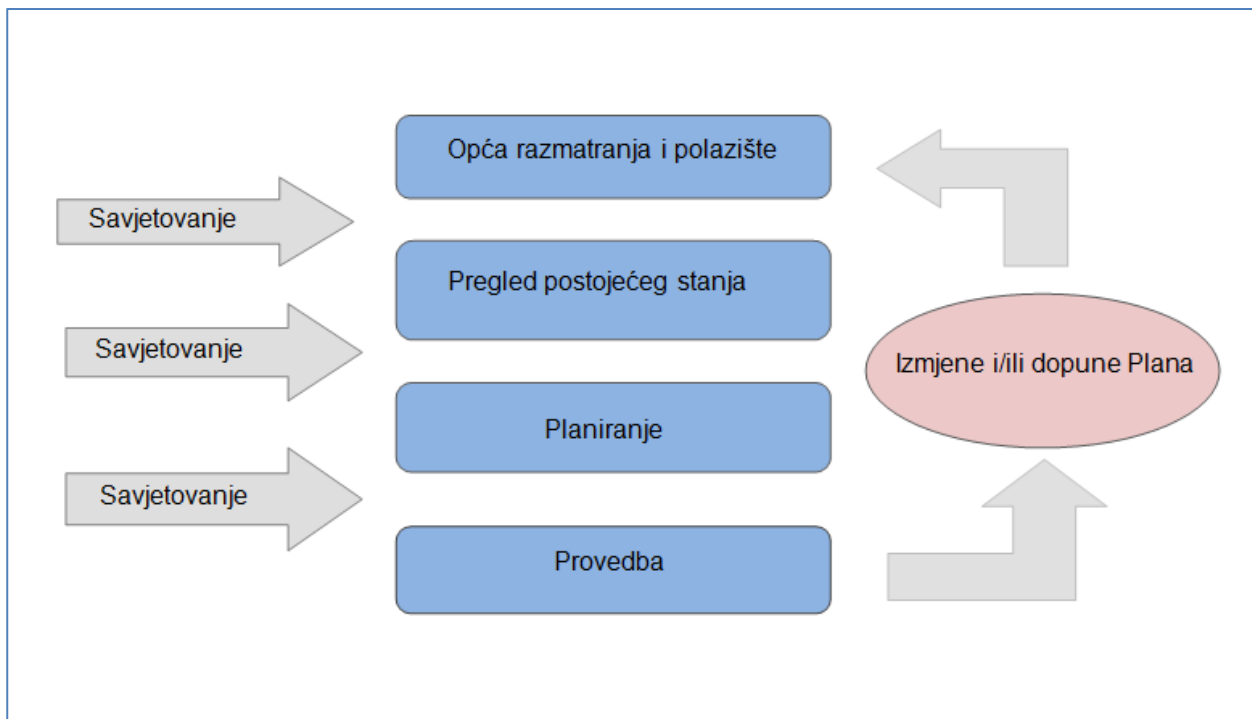 Opća razmatranja i polazište
Savjetovanje
Pregled postojećeg stanja
Savjetovanje
Izmjene i/ili dopune Plana
Planiranje
Savjetovanje
Provedba